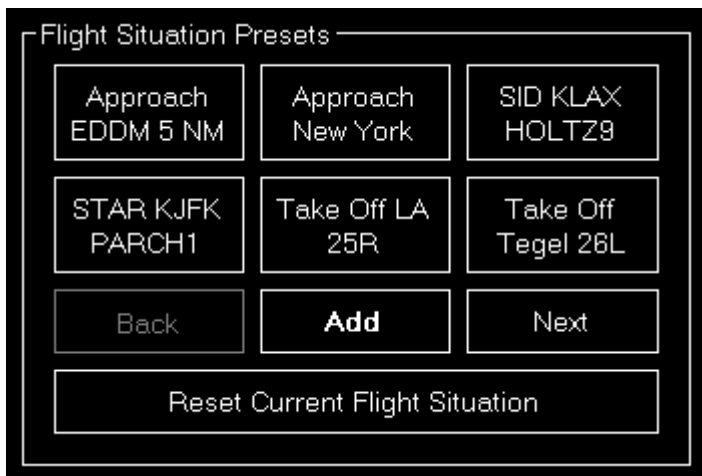 Flight Situation Presets
Approach
EDDM 5 NM
Approach
New York
SID KLAX
HOLTZ9
STAR KJFK
PARCH1
Take Off LA
25R
Take Off
Tegel 26L
Back
Add
Next
Reset Current Flight Situation